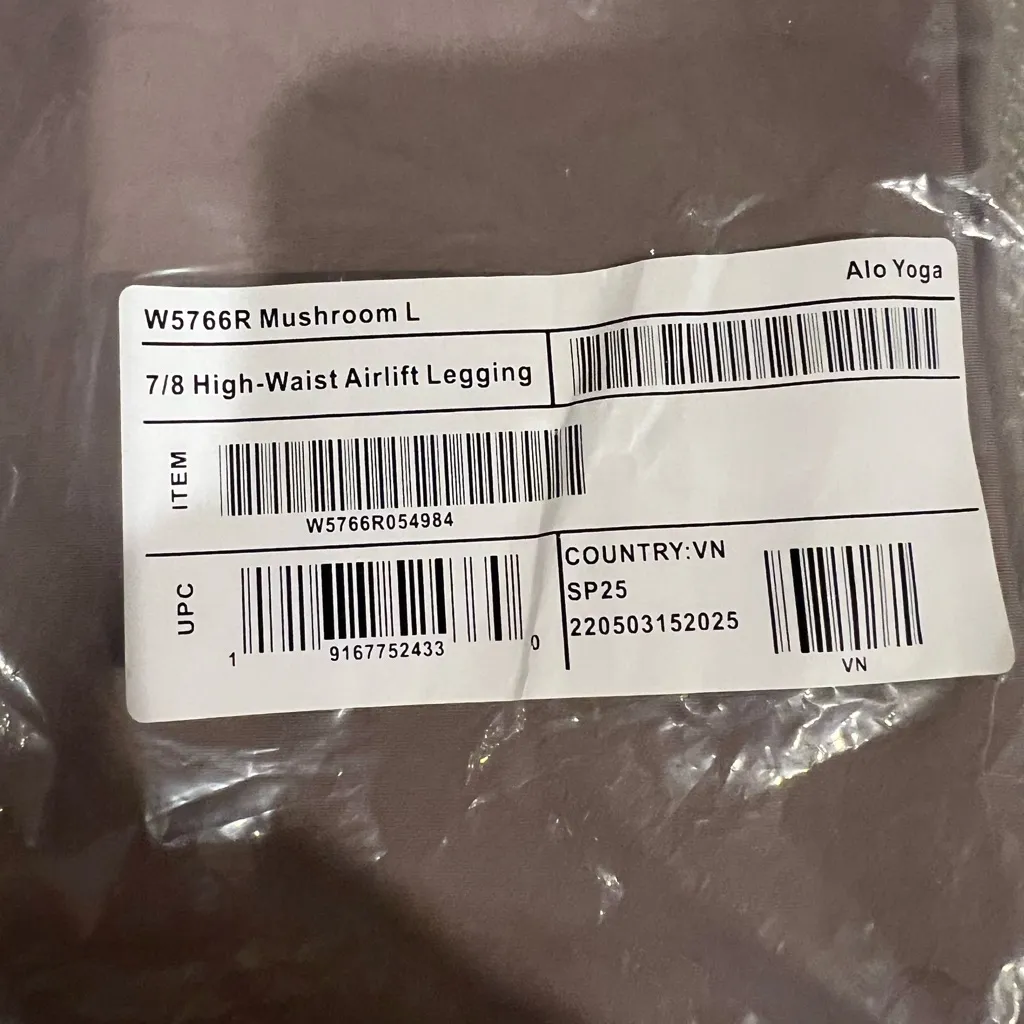 Alo Yoga
W5766R Mushroom L
7/8 High-Waist Airlift Legging
ITEM
W5766R054984
UPC
1 9167752433 0
COUNTRY:VN
SP25
220503152025
VN